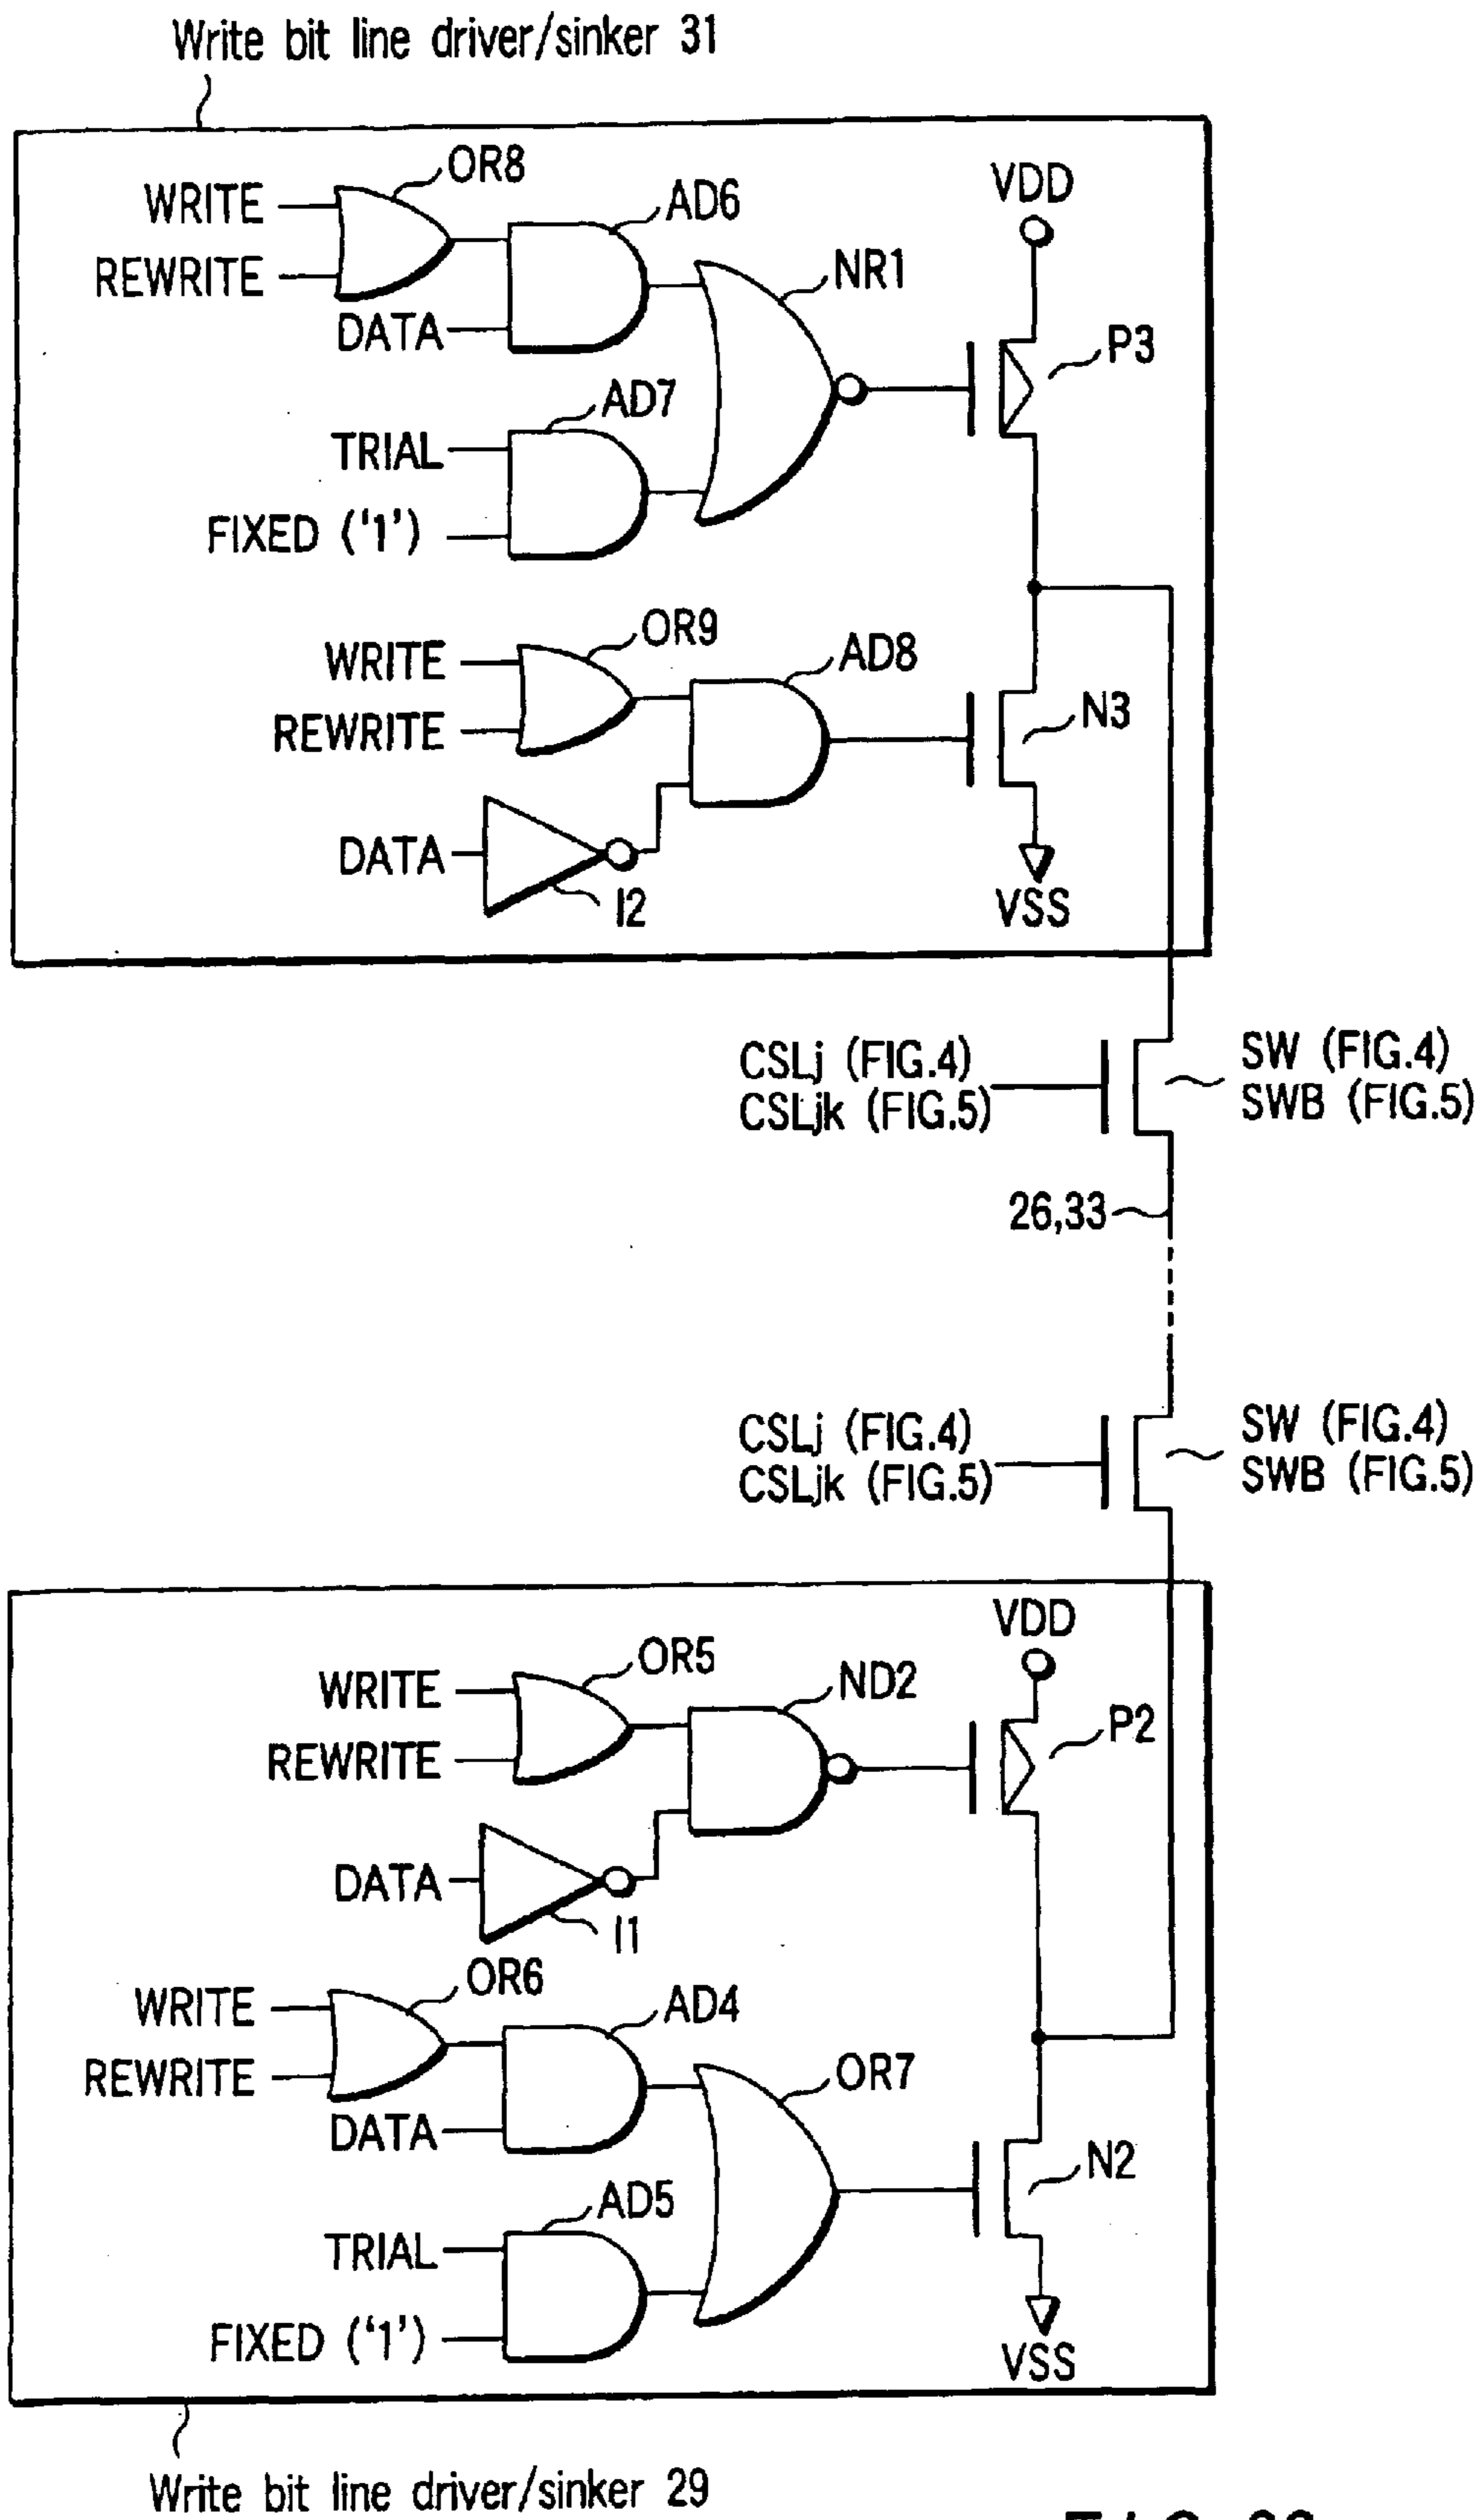 Write bit line driver/sinker 31
OR8
WRITE
REWRITE
AD6
VDD
DATA
NR1
P3
AD7
TRIAL
FIXED ('1')
OR9
WRITE
REWRITE
AD8
N3
DATA
I2
VSS
CSLj (FIG.4)
CSLjk (FIG.5)
SW (FIG.4)
SWB (FIG.5)
26,33
CSLj (FIG.4)
CSLjk (FIG.5)
SW (FIG.4)
SWB (FIG.5)
VDD
OR5
WRITE
REWRITE
ND2
P2
DATA
I1
OR6
WRITE
REWRITE
AD4
DATA
OR7
AD5
TRIAL
FIXED ('1')
N2
VSS
Write bit line driver/sinker 29